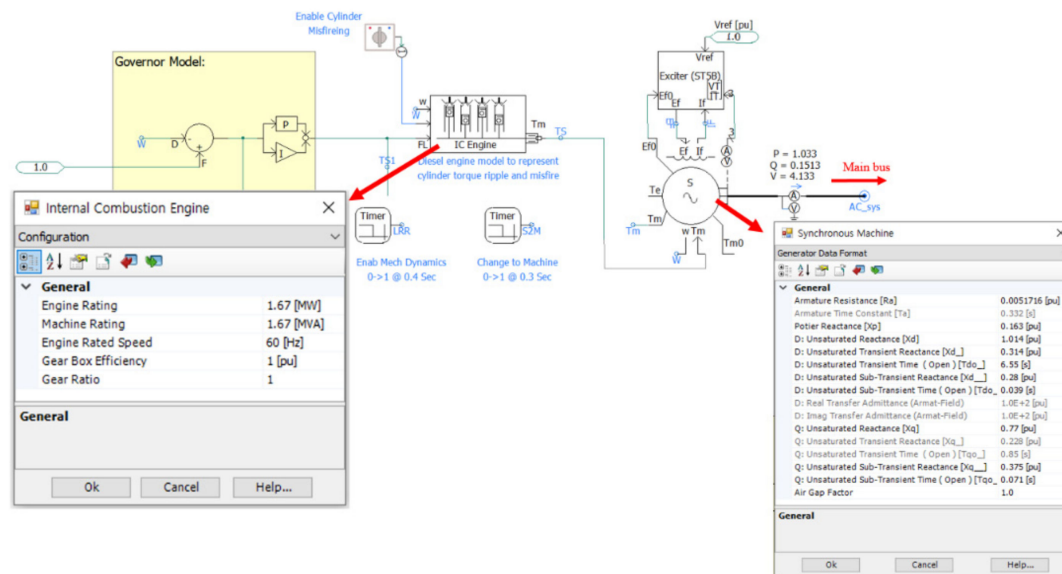 Enable Cylinder
Misfireing
Vref [pu]
1.0
Governor Model:
Vref
Exciter (ST5B)
VT
IT
3
Ef0
Ef
If
w
W
Tm
TS
FL
IC Engine
P
I
W
D
F
1.0
TS1
Diesel engine model to represent
cylinder torque ripple and misfire
Ef
If
3
A
V
Ef0
Ef If
S
Te
Tm
Tm
w Tm
W
Tm0
P = 1.033
Q = 0.1513
V = 4.133
Main bus
A
V
AC_sys
Timer
LRR
Timer
S2M
Enab Mech Dynamics
0->1 @ 0.4 Sec
Change to Machine
0->1 @ 0.3 Sec
Internal Combustion Engine
Configuration
General
Engine Rating 1.67 [MW]
Machine Rating 1.67 [MVA]
Engine Rated Speed 60 [Hz]
Gear Box Efficiency 1 [pu]
Gear Ratio 1
General
Ok Cancel Help...
Synchronous Machine
Generator Data Format
General
Armature Resistance [Ra] 0.0051716 [pu]
Armature Time Constant [Ta] 0.332 [s]
Potier Reactance [Xp] 0.163 [pu]
D: Unsaturated Reactance [Xd] 1.014 [pu]
D: Unsaturated Transient Reactance [Xd_] 0.314 [pu]
D: Unsaturated Transient Time ( Open ) [Tdo_] 6.55 [s]
D: Unsaturated Sub-Transient Reactance [Xd__] 0.28 [pu]
D: Unsaturated Sub-Transient Time ( Open ) [Tdo_ 0.039 [s]
D: Real Transfer Admittance (Armat-Field) 1.0E+2 [pu]
D: Imag Transfer Admittance (Armat-Field) 1.0E+2 [pu]
Q: Unsaturated Reactance [Xq] 0.77 [pu]
Q: Unsaturated Transient Reactance [Xq_] 0.228 [pu]
Q: Unsaturated Transient Time ( Open ) [Tqo_] 0.85 [s]
Q: Unsaturated Sub-Transient Reactance [Xq__] 0.375 [pu]
Q: Unsaturated Sub-Transient Time ( Open ) [Tqo_ 0.071 [s]
Air Gap Factor 1.0
General
Ok Cancel Help...